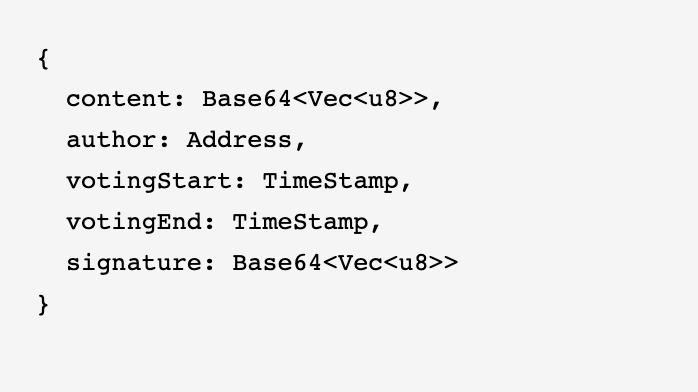 {
  content: Base64<Vec<u8>>,
  author: Address,
  votingStart: TimeStamp,
  votingEnd: TimeStamp,
  signature: Base64<Vec<u8>>
}